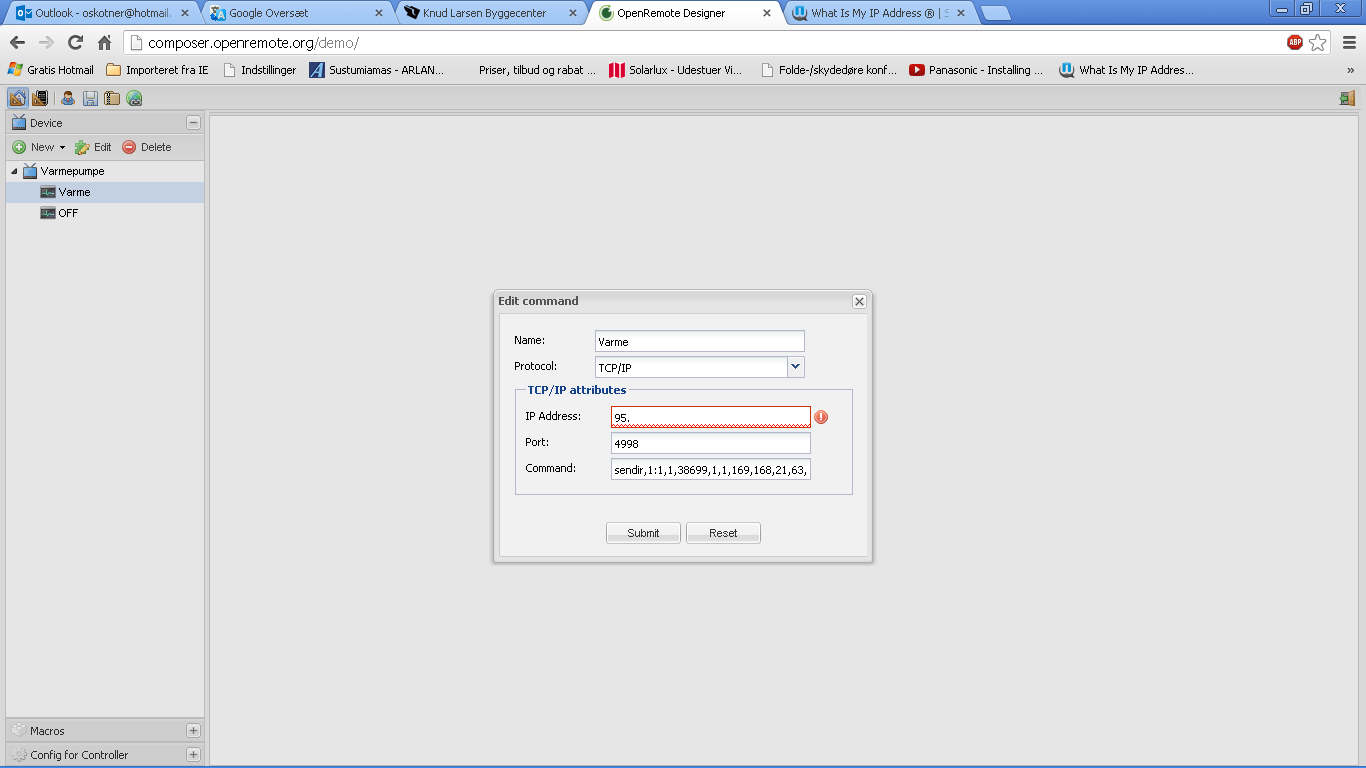 Outlook - oskotner@hotmail.
Google Oversæt
Knud Larsen Byggecenter
OpenRemote Designer
What Is My IP Address ® | S
composer.openremote.org/demo/
ABP
Gratis Hotmail
Importeret fra IE
Indstillinger
Sustumiamas - ARLAN...
Priser, tilbud og rabat ...
Solarlux - Udestuer Vi...
Folde-/skydedøre konf...
Panasonic - Installing ...
What Is My IP Addres...
»
Device
New
Edit
Delete
Varmepumpe
Varme
OFF
Edit command
Name:
Varme
Protocol:
TCP/IP
TCP/IP attributes
IP Address:
95.
Port:
4998
Command:
sendir,1:1,1,38699,1,1,169,168,21,63,
Submit
Reset
Macros
Config for Controller